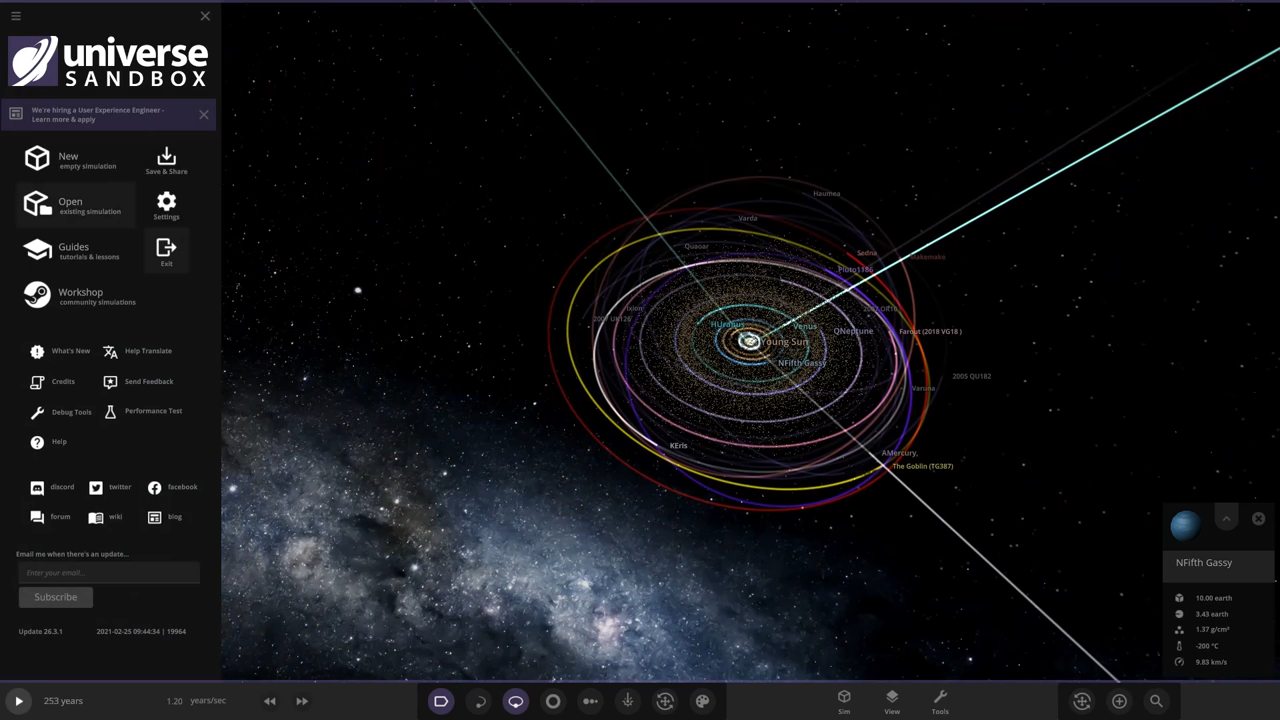 universe
SANDBOX
We're hiring a User Experience Engineer -
Learn more & apply
New
empty simulation
Save & Share
Open
existing simulation
Settings
Guides
tutorials & lessons
Exit
Workshop
community simulations
What's New
Help Translate
Credits
Send Feedback
Debug Tools
Performance Test
Help
discord
twitter
facebook
forum
wiki
blog
Email me when there's an update...
Enter your email...
Subscribe
Update 26.3.1
2021-02-25 09:44:34 | 19964
Haumea
Varda
Quaoar
Sedna
Makemake
Pluto1186
Ixion
HUranus
Venus
QNeptune
Farout (2018 VG18 )
Young Sun
NFifth Gassy
2005 QU182
Varuna
KEris
AMercury,
The Goblin (TG387)
NFifth Gassy
10.00 earth
3.43 earth
1.37 g/cm³
-200 °C
9.83 km/s
253 years
1.20 years/sec
Sim
View
Tools